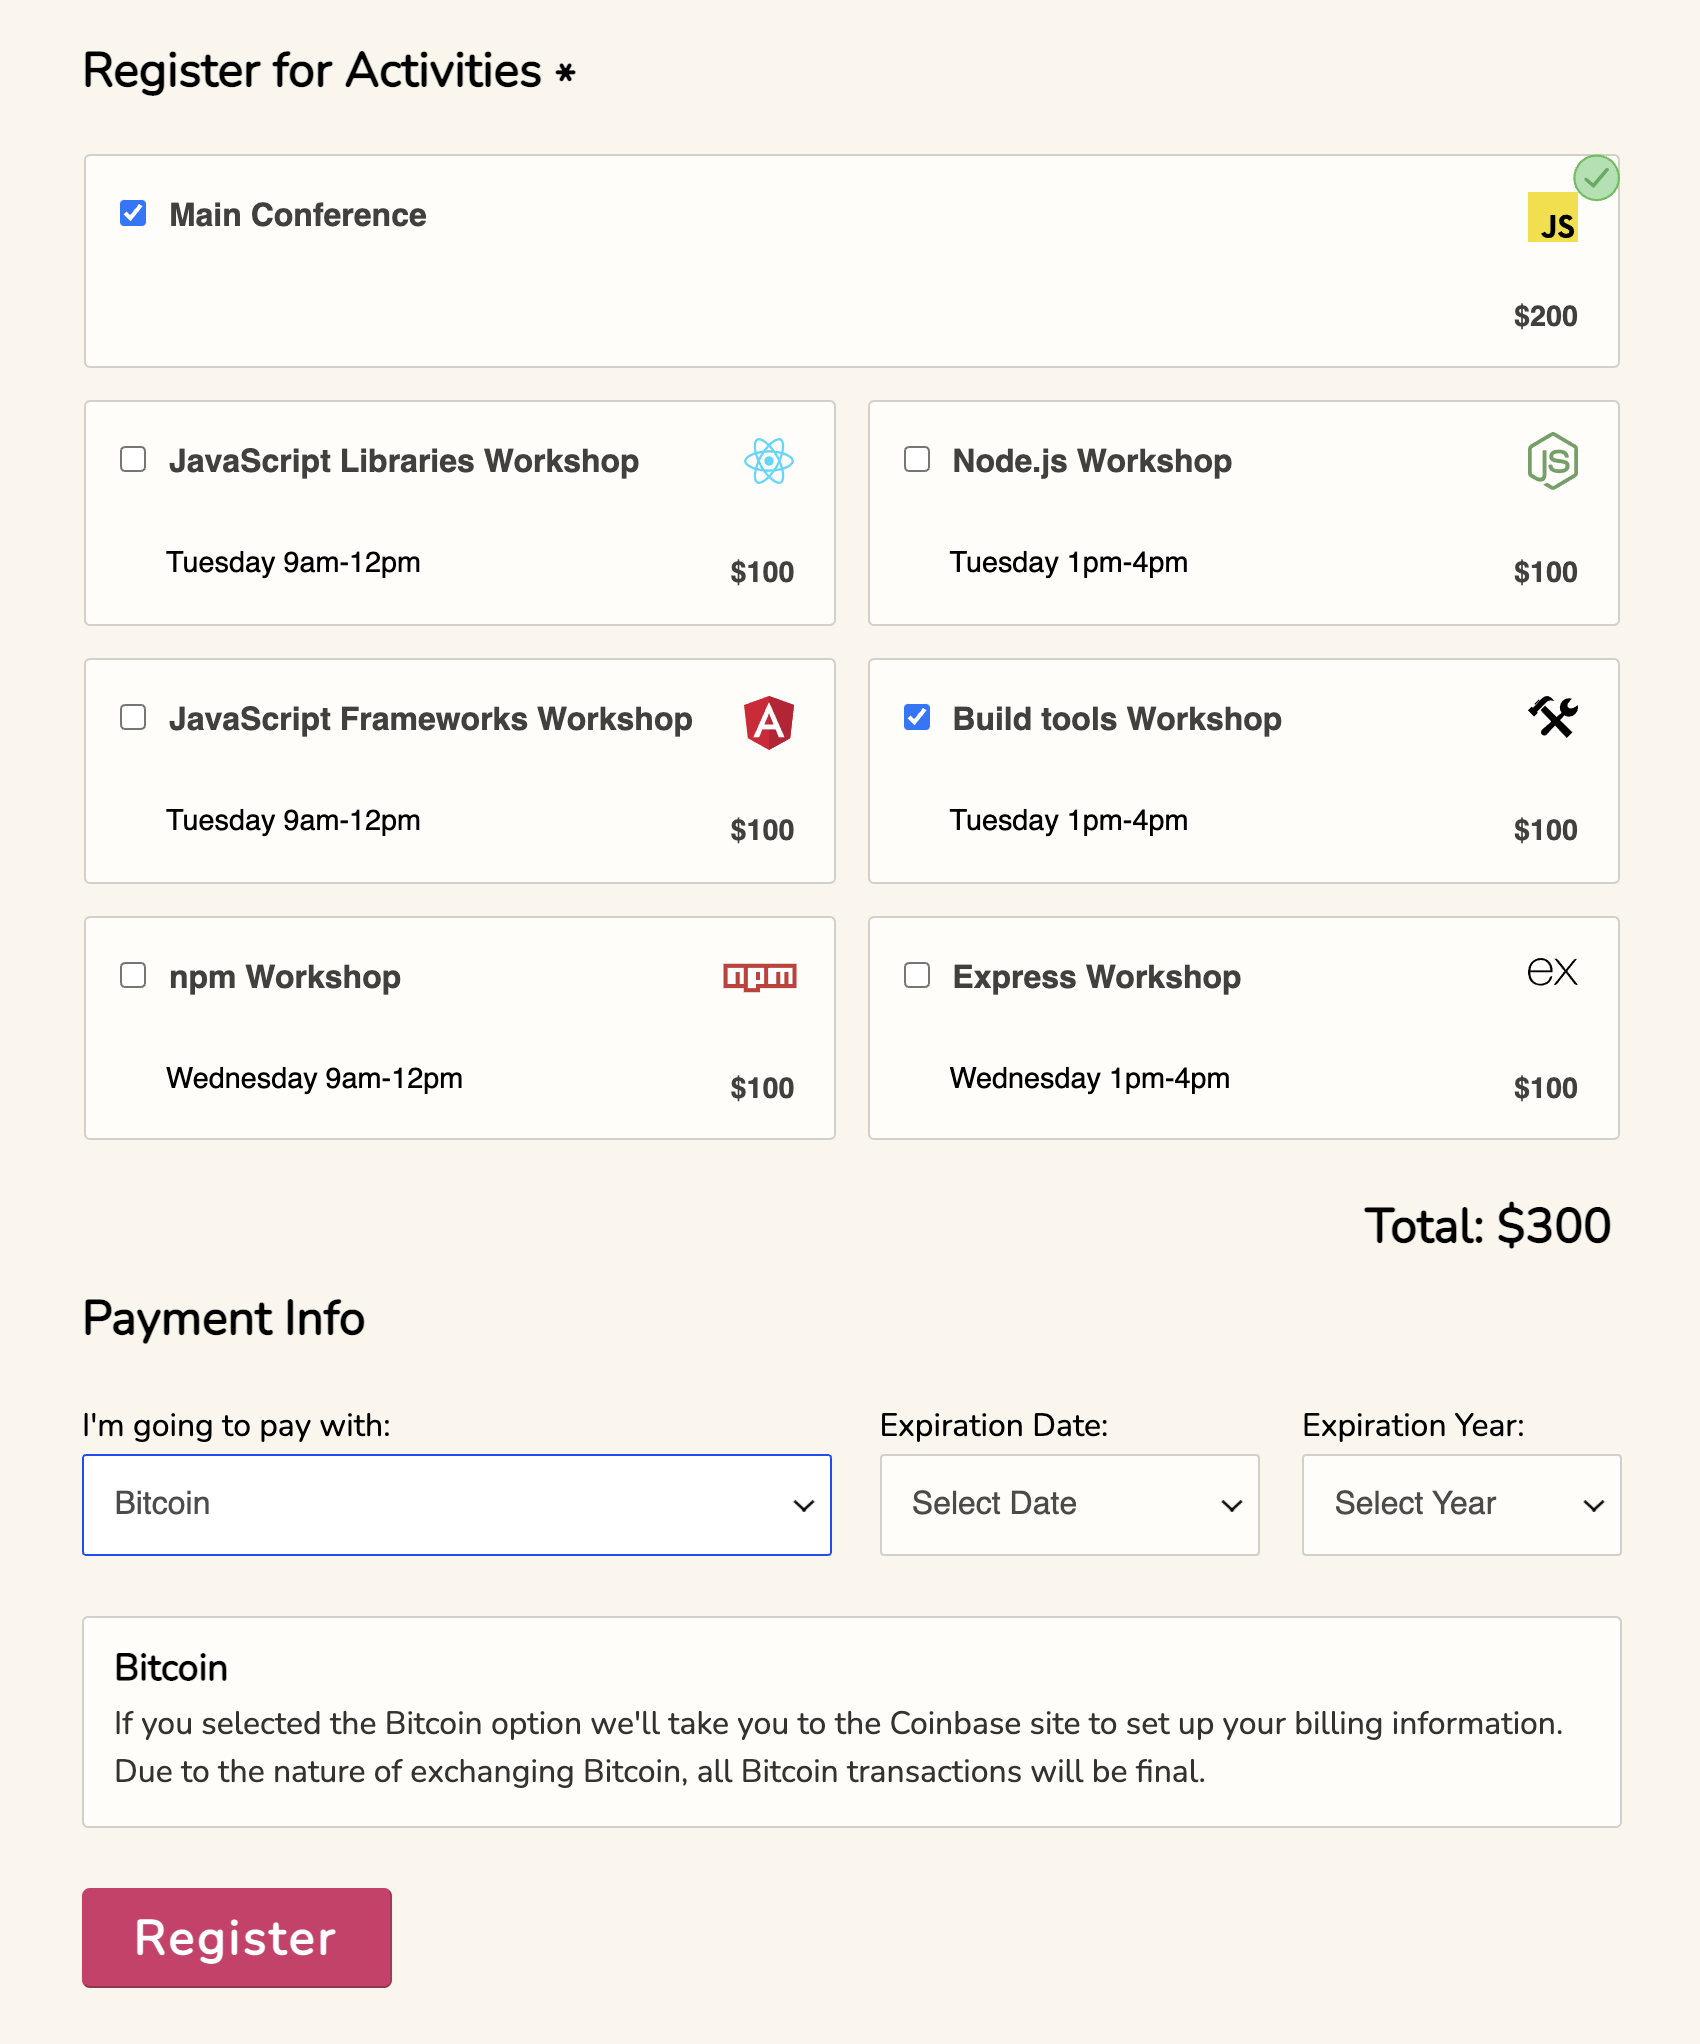 Register for Activities *
Main Conference
JS
$200
JavaScript Libraries Workshop
Tuesday 9am-12pm
$100
Node.js Workshop
JS
Tuesday 1pm-4pm
$100
JavaScript Frameworks Workshop
A
Tuesday 9am-12pm
$100
Build tools Workshop
Tuesday 1pm-4pm
$100
npm Workshop
npm
Wednesday 9am-12pm
$100
Express Workshop
ex
Wednesday 1pm-4pm
$100
Total: $300
Payment Info
I'm going to pay with:
Bitcoin
Expiration Date:
Select Date
Expiration Year:
Select Year
Bitcoin
If you selected the Bitcoin option we'll take you to the Coinbase site to set up your billing information.
Due to the nature of exchanging Bitcoin, all Bitcoin transactions will be final.
Register